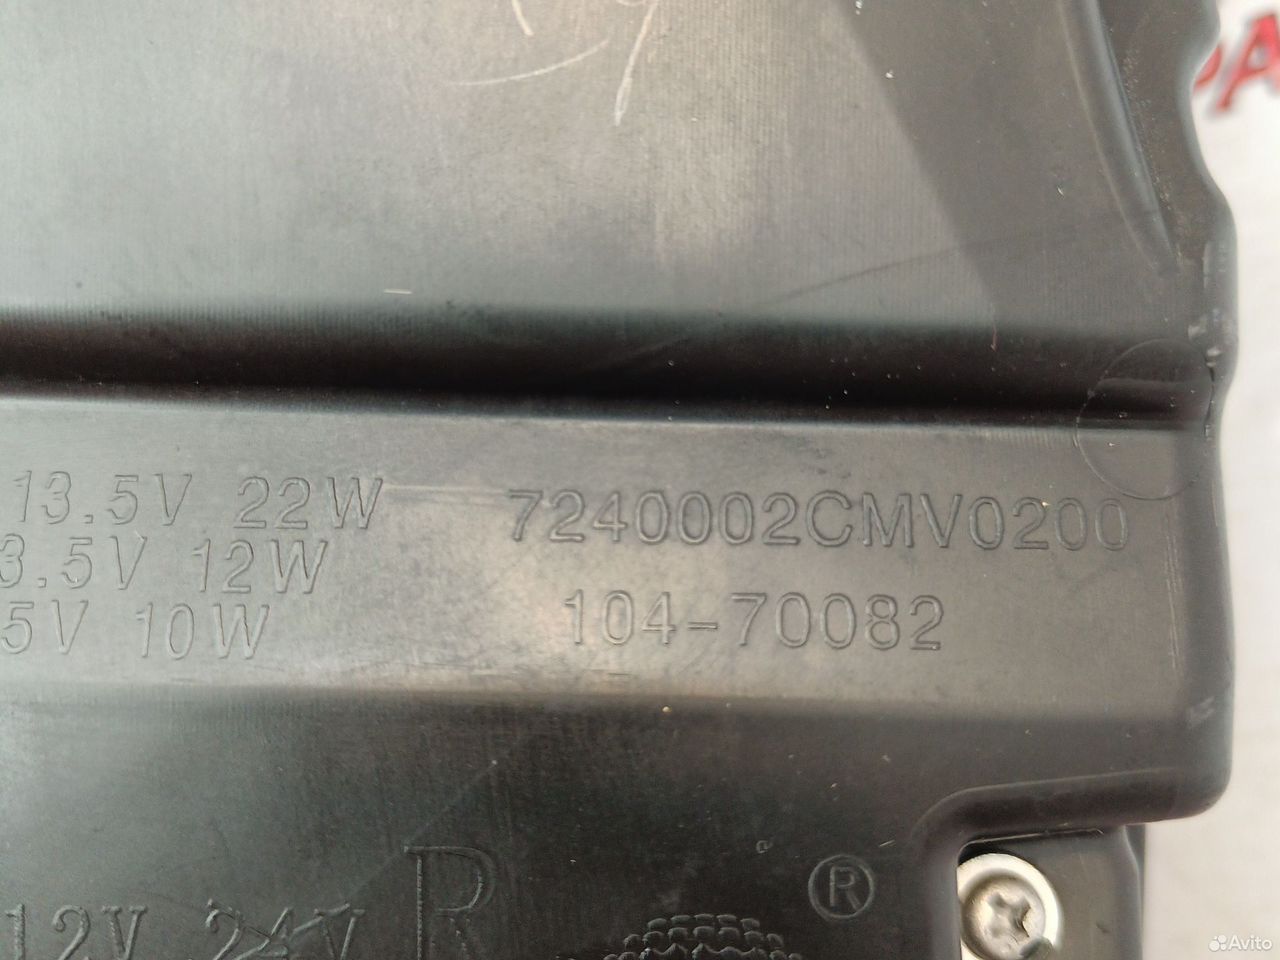 13.5V 22W 7240002CMV0200
3.5V 12W
5V 10W 104-70082
12V 24V R ®
Avito